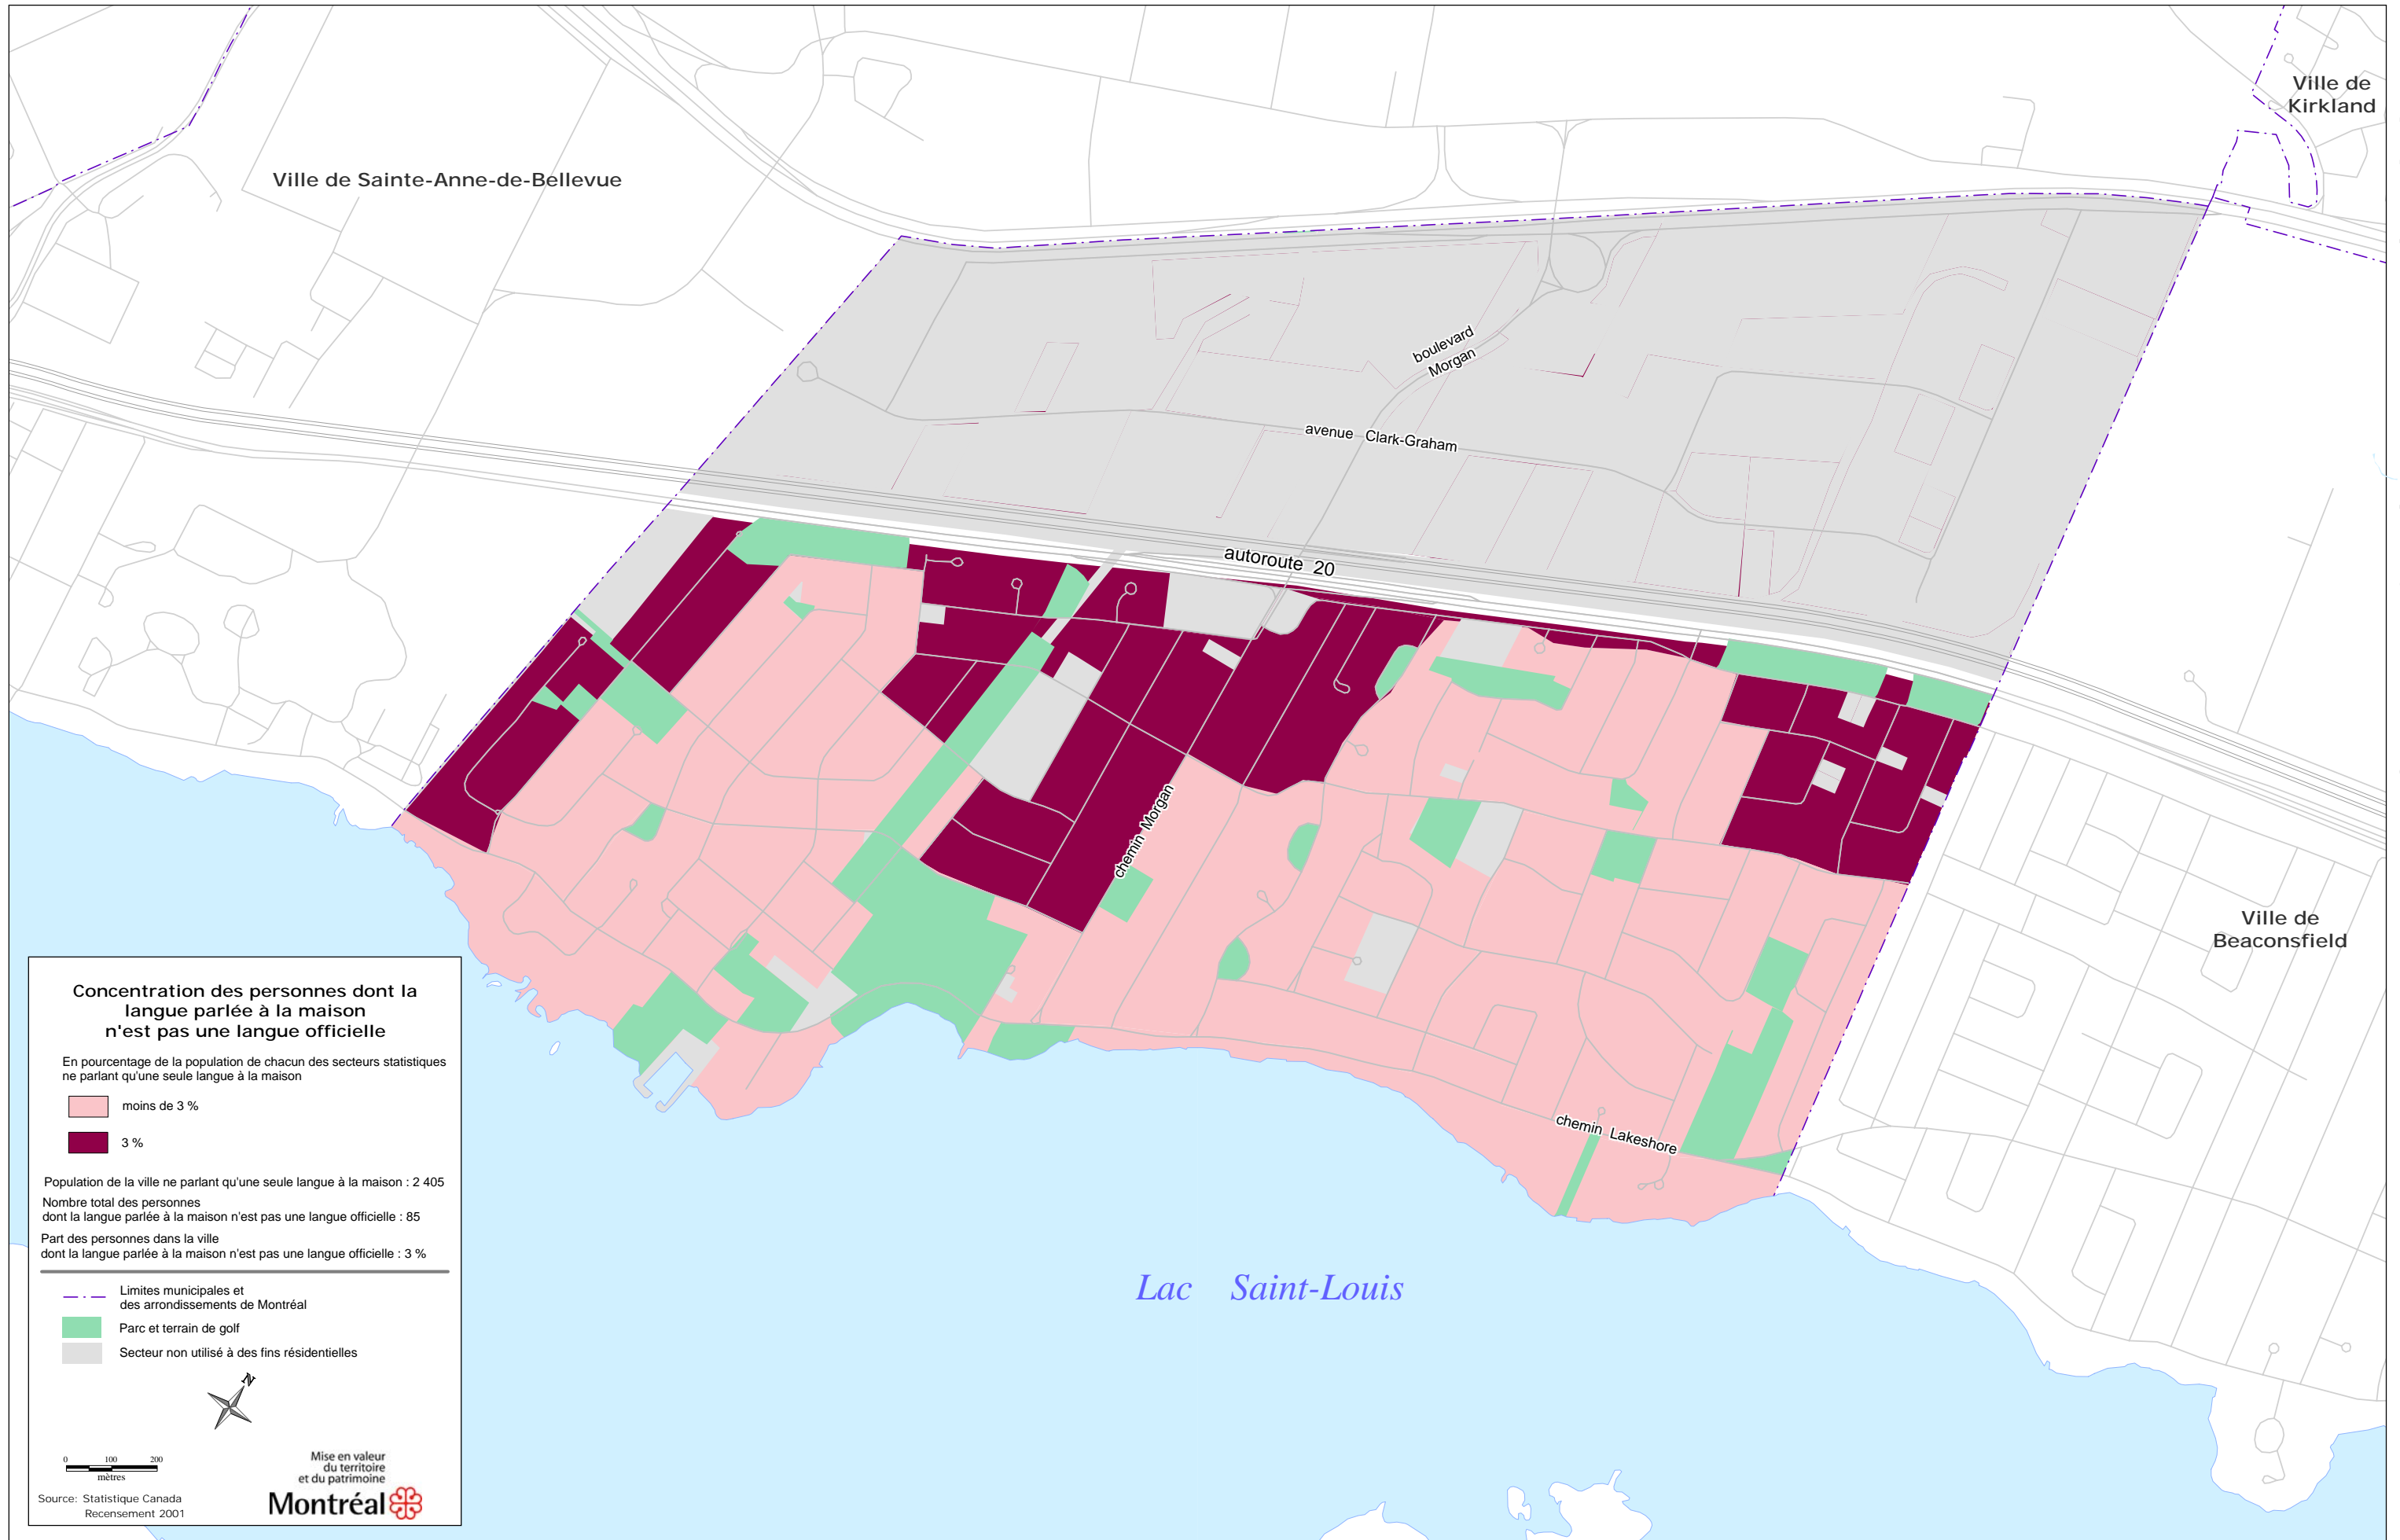 Ville de
Kirkland
Ville de Sainte-Anne-de-Bellevue
boulevard
Morgan
avenue Clark-Graham
autoroute 20
chemin Morgan
Ville de
Beaconsfield
chemin Lakeshore
Lac Saint-Louis
Concentration des personnes dont la
langue parlée à la maison
n'est pas une langue officielle
En pourcentage de la population de chacun des secteurs statistiques
ne parlant qu'une seule langue à la maison
moins de 3 %
3 %
Population de la ville ne parlant qu'une seule langue à la maison : 2 405
Nombre total des personnes
dont la langue parlée à la maison n'est pas une langue officielle : 85
Part des personnes dans la ville
dont la langue parlée à la maison n'est pas une langue officielle : 3 %
Limites municipales et
des arrondissements de Montréal
Parc et terrain de golf
Secteur non utilisé à des fins résidentielles
N
0 100 200
mètres
Source: Statistique Canada
Recensement 2001
Mise en valeur
du territoire
et du patrimoine
Montréal